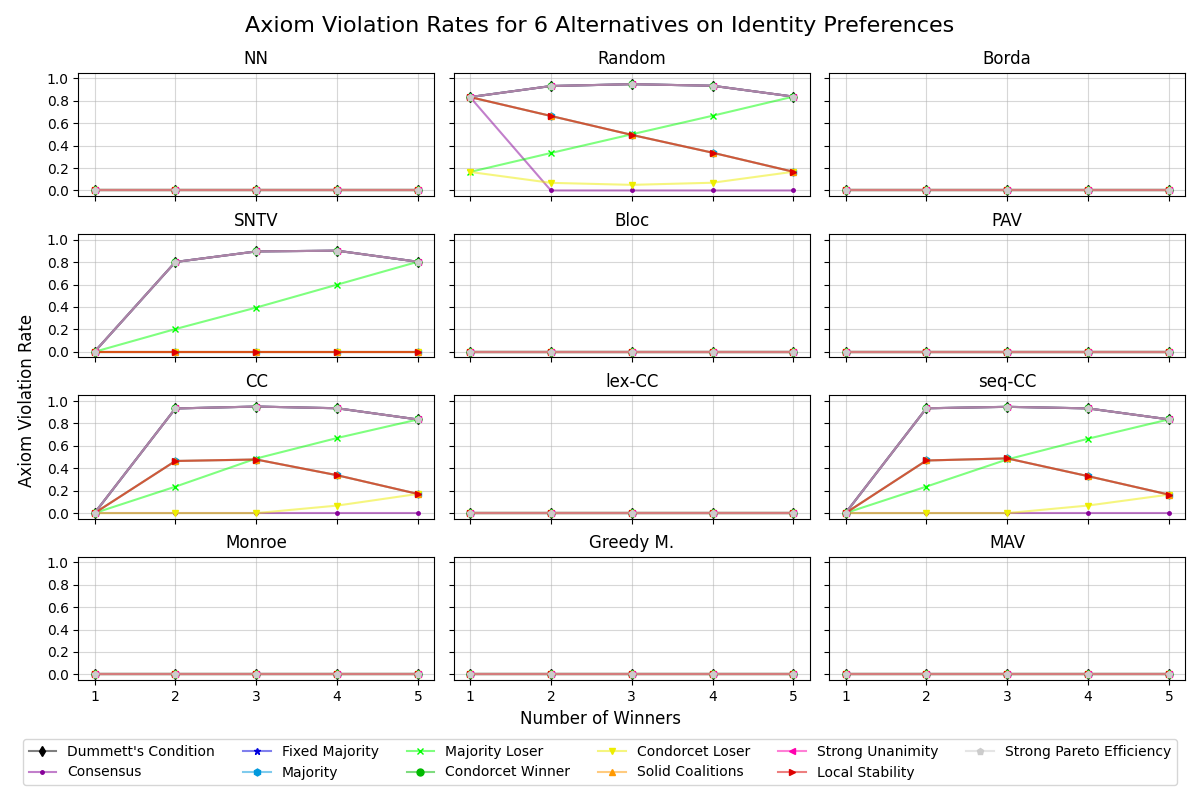 Axiom Violation Rates for 6 Alternatives on Identity Preferences
NN Random Borda
1.0
0.8
0.6
0.4
0.2
0.0
SNTV Bloc PAV
1.0
0.8
0.6
0.4
0.2
0.0
CC lex-CC seq-CC
1.0
0.8
0.6
0.4
0.2
0.0
Monroe Greedy M. MAV
1.0
0.8
0.6
0.4
0.2
0.0
1 2 3 4 5 1 2 3 4 5 1 2 3 4 5
Axiom Violation Rate
Number of Winners
Dummett's Condition Fixed Majority Majority Loser Condorcet Loser Strong Unanimity Strong Pareto Efficiency
Consensus Majority Condorcet Winner Solid Coalitions Local Stability